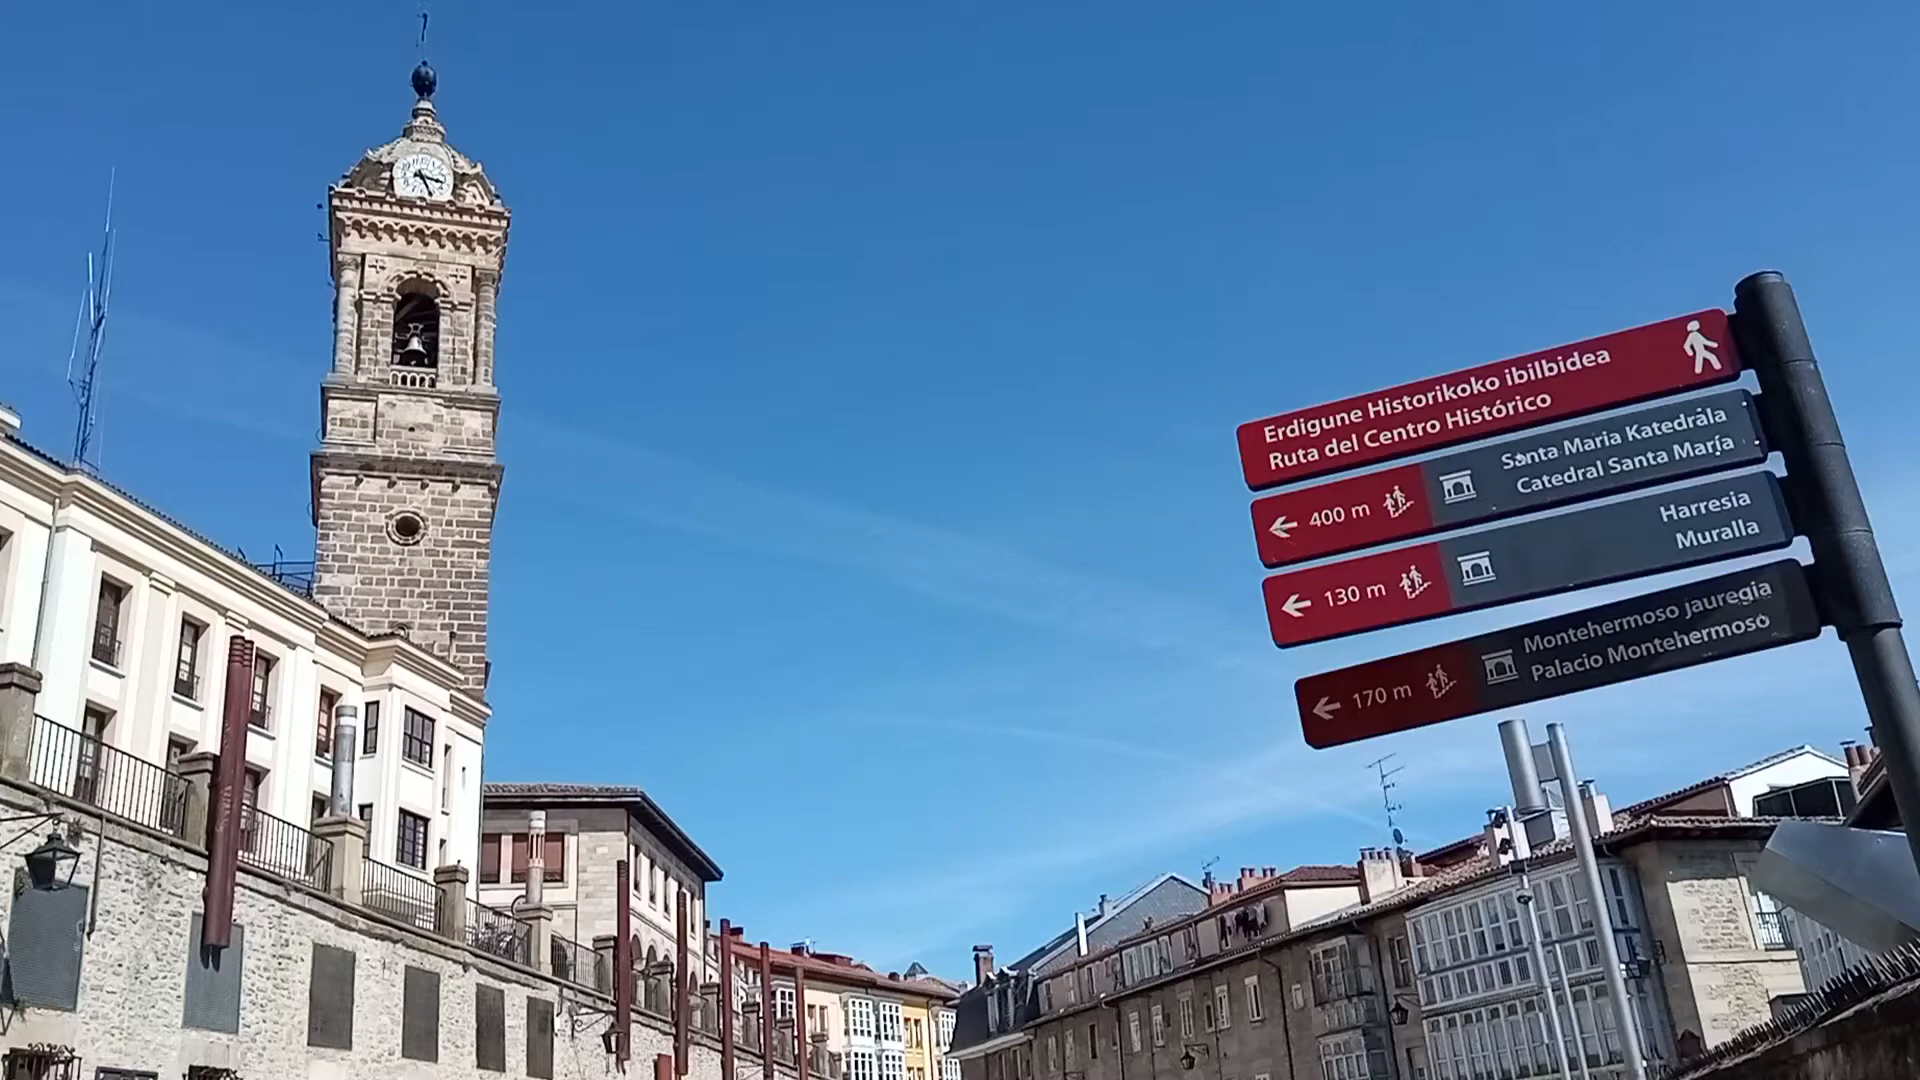 Erdigune Historikoko ibilbidea
Ruta del Centro Histórico
400 m
Santa Maria Katedrala
Catedral Santa María
130 m
Harresia
Muralla
170 m
Montehermoso jauregia
Palacio Montehermoso